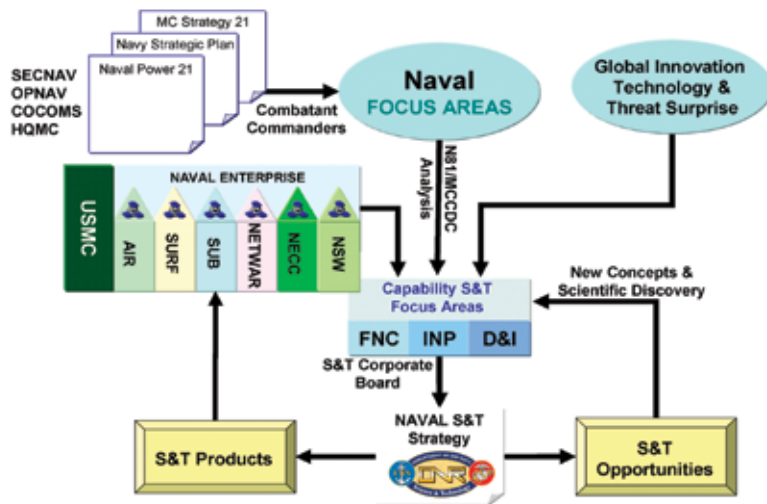 MC Strategy 21
Navy Strategic Plan
Naval Power 21
SECNAV
OPNAV
COCOMS
HQMC
Combatant
Commanders
Naval
FOCUS AREAS
Global Innovation
Technology &
Threat Surprise
N81/MCCDC
Analysis
USMC
NAVAL ENTERPRISE
AIR
SURF
SUB
NETWAR
NECC
NSW
Capability S&T
Focus Areas
FNC
INP
D&I
New Concepts &
Scientific Discovery
S&T Corporate
Board
NAVAL S&T
Strategy
ONR
S&T Products
S&T
Opportunities